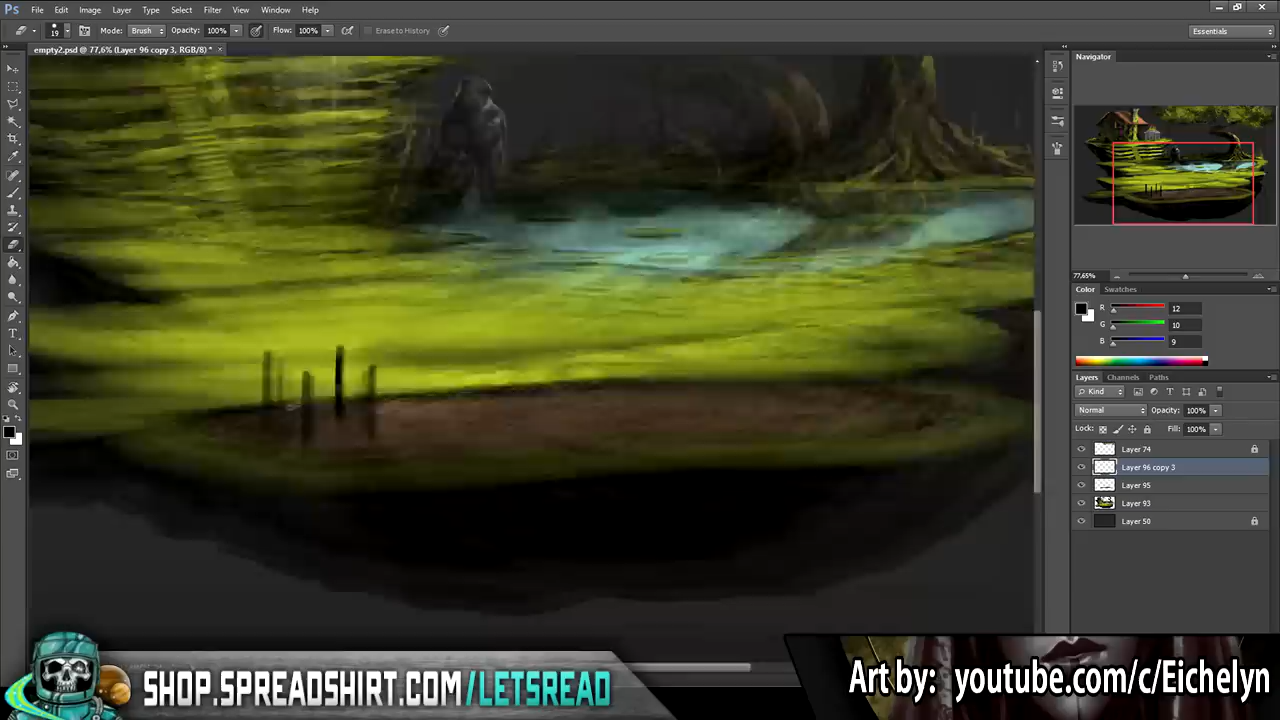 Ps File Edit Image Layer Type Select Filter Edit View Window Help
19 Mode: Brush Opacity: 100% Flow: 100% Erase to History Essentials
empty2.psd @ 77,6% (Layer 96 copy 3, RGB/8) * ×
Navigator
77,65%
Color Swatches
R 12
G 10
B 9
Layers Channels Paths
Kind
Normal Opacity: 100%
Lock: Fill: 100%
Layer 74
Layer 96 copy 3
Layer 95
Layer 93
Layer 50
SHOP.SPREADSHIRT.COM/LETSREAD
Art by: youtube.com/c/Eichelyn